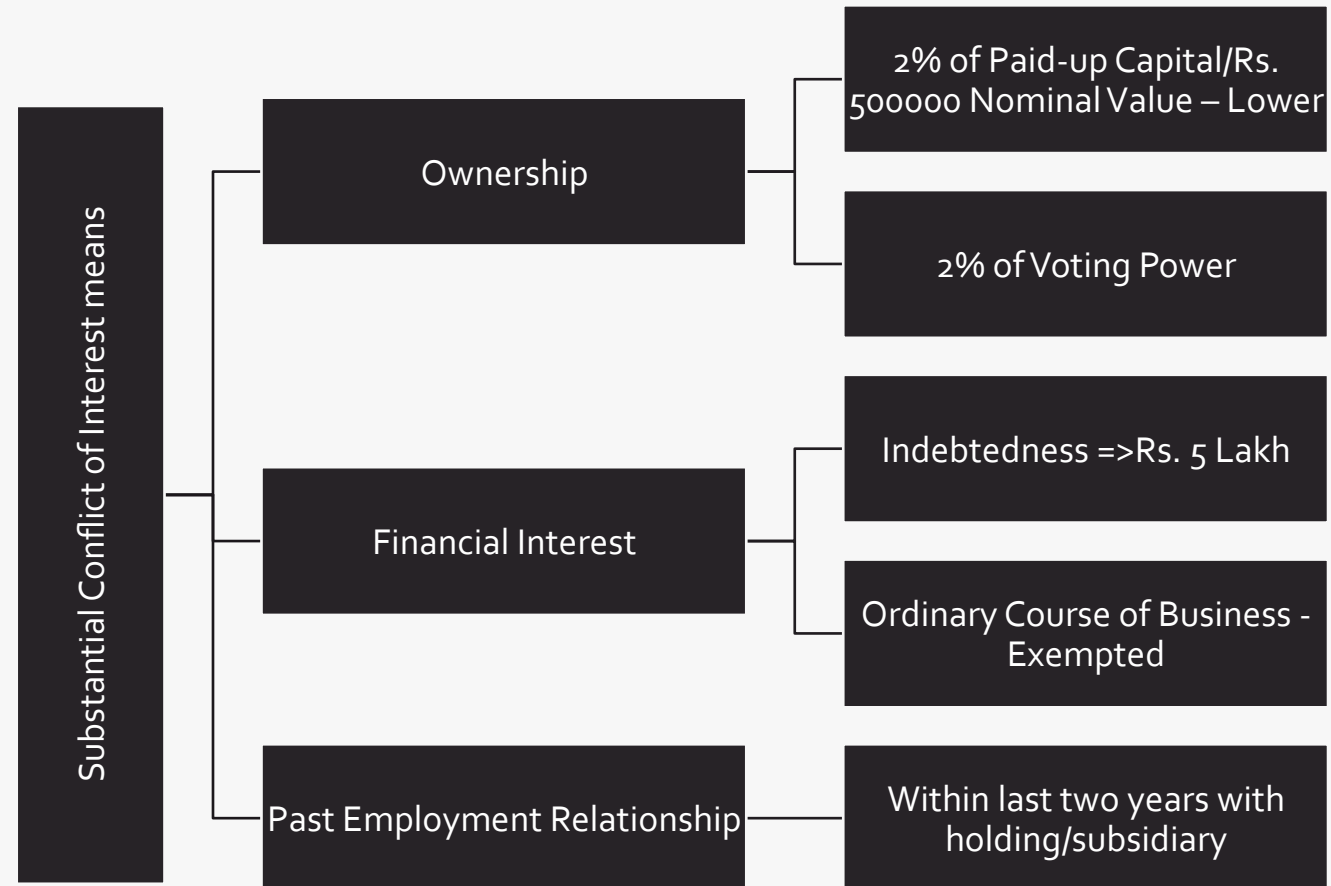 Substantial Conflict of Interest means
Ownership
2% of Paid-up Capital/Rs.
500000 Nominal Value – Lower
2% of Voting Power
Financial Interest
Indebtedness =>Rs. 5 Lakh
Ordinary Course of Business -
Exempted
Past Employment Relationship
Within last two years with
holding/subsidiary